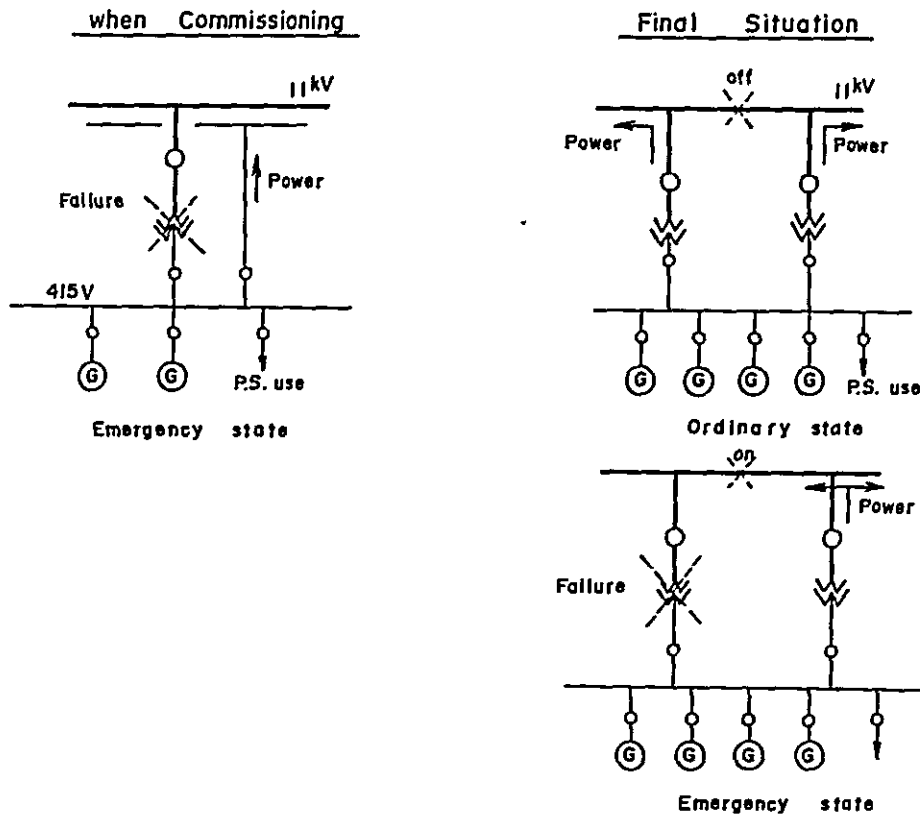 when Commissioning
11kV
Failure
Power
415V
G G
P.S. use
Emergency state
Final Situation
off
11kV
Power
Power
G G G G
P.S. use
Ordinary state
on
Power
Failure
G G G G
Emergency state